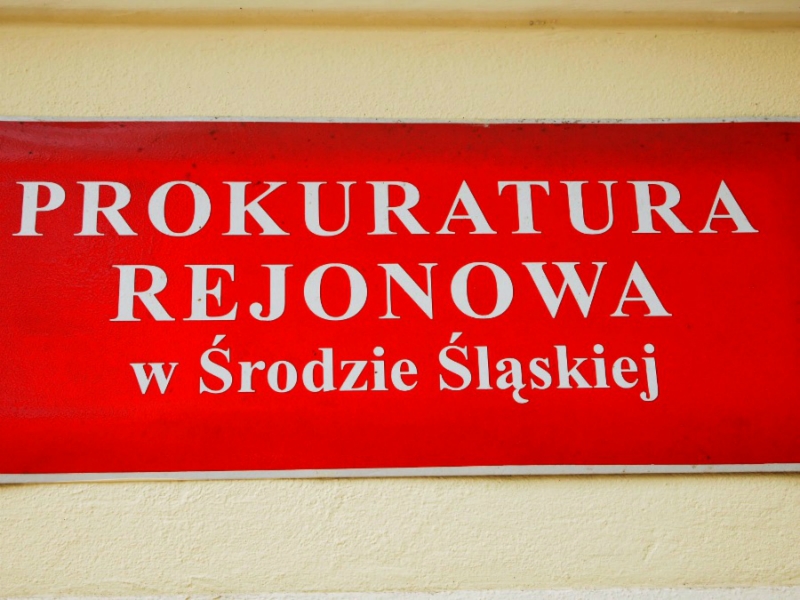 PROKURATURA
REJONOWA
w Środzie Śląskiej